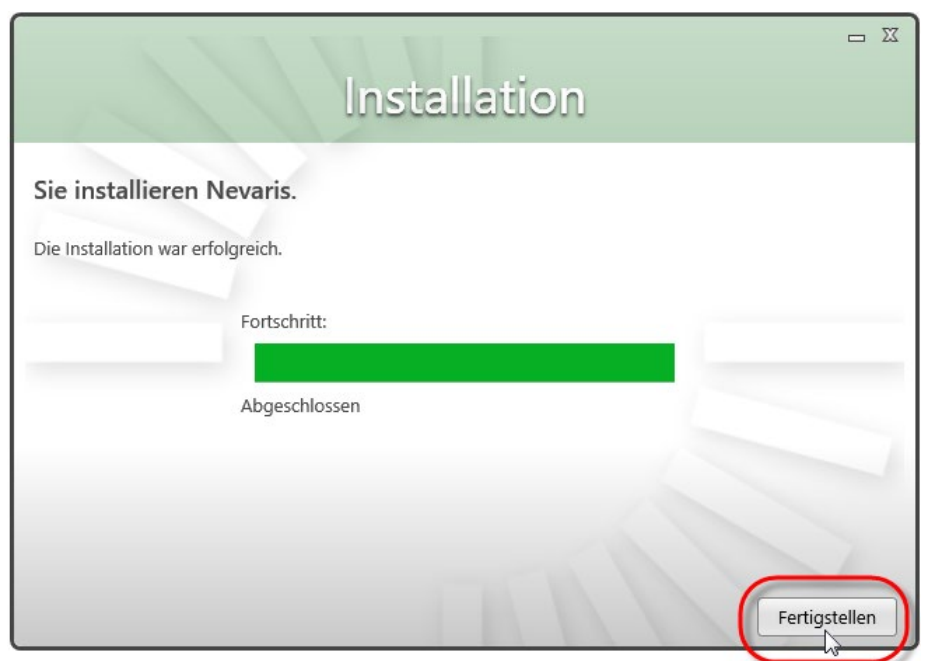 Installation
Sie installieren Nevaris.
Die Installation war erfolgreich.
Fortschritt:
Abgeschlossen
Fertigstellen